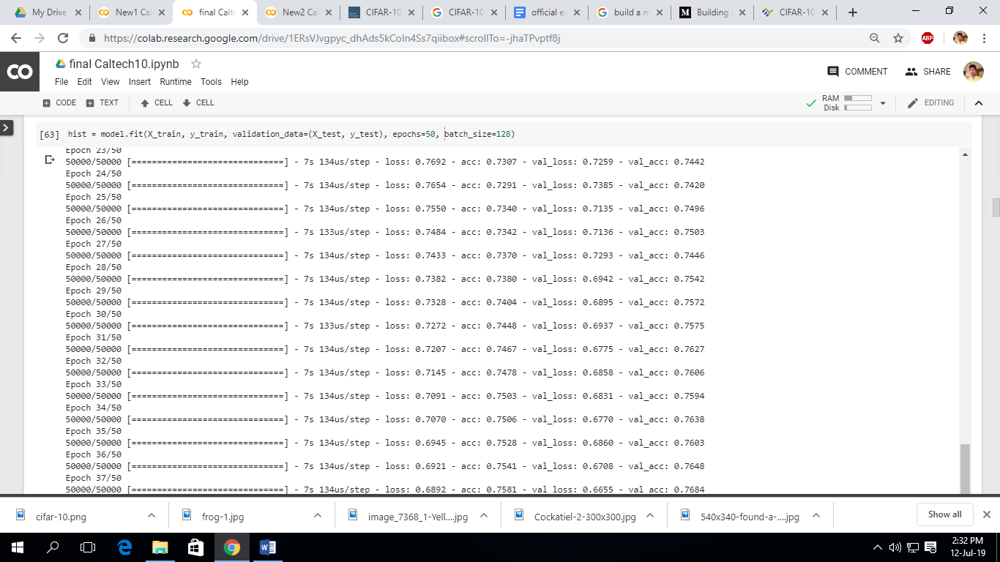 My Drive
New1 Cal
final Calte
New2 Cal
CIFAR-10
CIFAR-10
official e-
build a m
Building
CIFAR-10
https://colab.research.google.com/drive/1ERsVJvgpyc_dhAds5kCoIn4Ss7qiibox#scrollTo=-jhaTPvptf8j
ABP
CO
final Caltech10.ipynb
File Edit View Insert Runtime Tools Help
COMMENT
SHARE
CODE TEXT CELL CELL
RAM
Disk
EDITING
[63] hist = model.fit(X_train, y_train, validation_data=(X_test, y_test), epochs=50, batch_size=128)
Epoch 23/50
50000/50000 [==============================] - 7s 134us/step - loss: 0.7692 - acc: 0.7307 - val_loss: 0.7259 - val_acc: 0.7442
Epoch 24/50
50000/50000 [==============================] - 7s 134us/step - loss: 0.7654 - acc: 0.7291 - val_loss: 0.7385 - val_acc: 0.7420
Epoch 25/50
50000/50000 [==============================] - 7s 134us/step - loss: 0.7550 - acc: 0.7340 - val_loss: 0.7135 - val_acc: 0.7496
Epoch 26/50
50000/50000 [==============================] - 7s 133us/step - loss: 0.7484 - acc: 0.7342 - val_loss: 0.7136 - val_acc: 0.7503
Epoch 27/50
50000/50000 [==============================] - 7s 134us/step - loss: 0.7433 - acc: 0.7370 - val_loss: 0.7293 - val_acc: 0.7446
Epoch 28/50
50000/50000 [==============================] - 7s 134us/step - loss: 0.7382 - acc: 0.7380 - val_loss: 0.6942 - val_acc: 0.7542
Epoch 29/50
50000/50000 [==============================] - 7s 134us/step - loss: 0.7328 - acc: 0.7404 - val_loss: 0.6895 - val_acc: 0.7572
Epoch 30/50
50000/50000 [==============================] - 7s 133us/step - loss: 0.7272 - acc: 0.7448 - val_loss: 0.6937 - val_acc: 0.7575
Epoch 31/50
50000/50000 [==============================] - 7s 134us/step - loss: 0.7207 - acc: 0.7467 - val_loss: 0.6775 - val_acc: 0.7627
Epoch 32/50
50000/50000 [==============================] - 7s 134us/step - loss: 0.7145 - acc: 0.7478 - val_loss: 0.6858 - val_acc: 0.7606
Epoch 33/50
50000/50000 [==============================] - 7s 134us/step - loss: 0.7091 - acc: 0.7503 - val_loss: 0.6831 - val_acc: 0.7594
Epoch 34/50
50000/50000 [==============================] - 7s 134us/step - loss: 0.7070 - acc: 0.7506 - val_loss: 0.6770 - val_acc: 0.7638
Epoch 35/50
50000/50000 [==============================] - 7s 134us/step - loss: 0.6945 - acc: 0.7528 - val_loss: 0.6860 - val_acc: 0.7603
Epoch 36/50
50000/50000 [==============================] - 7s 134us/step - loss: 0.6921 - acc: 0.7541 - val_loss: 0.6708 - val_acc: 0.7648
Epoch 37/50
50000/50000 [==============================] - 7s 134us/step - loss: 0.6892 - acc: 0.7581 - val_loss: 0.6655 - val_acc: 0.7684
cifar-10.png
frog-1.jpg
image_7368_1-Yell....jpg
Cockatiel-2-300x300.jpg
540x340-found-a-....jpg
Show all
2:32 PM
12-Jul-19